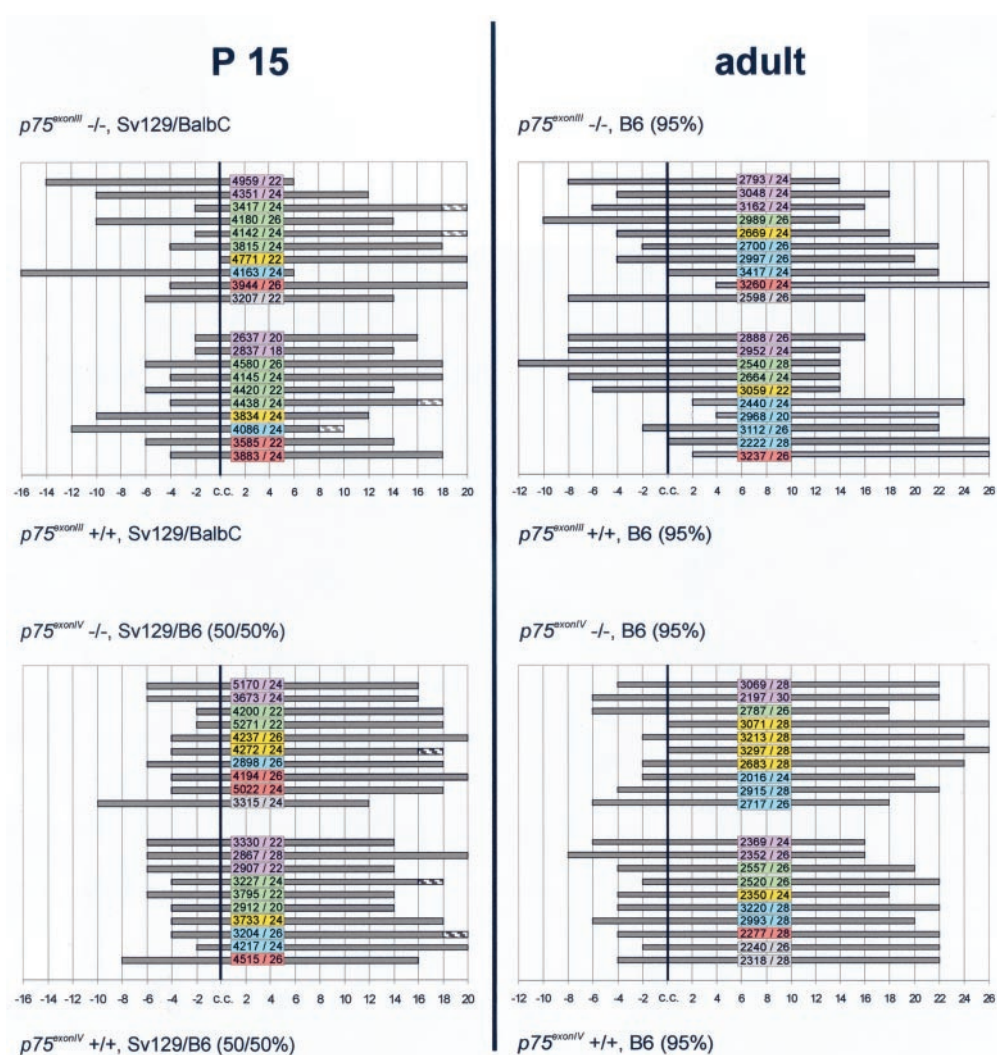 P 15
p75exonIII -/-, Sv129/BalbC
4959 / 22
4351 / 24
3417 / 24
4180 / 26
4142 / 24
3815 / 24
4771 / 22
4163 / 24
3944 / 26
3207 / 22
2637 / 20
2837 / 18
4580 / 26
4145 / 24
4420 / 22
4438 / 24
3834 / 24
4086 / 24
3585 / 22
3883 / 24
-16 -14 -12 -10 -8 -6 -4 -2 c.c. 2 4 6 8 10 12 14 16 18 20
p75exonIII +/+, Sv129/BalbC
p75exonIV -/-, Sv129/B6 (50/50%)
5170 / 24
3673 / 24
4200 / 22
5271 / 22
4237 / 26
4272 / 24
2898 / 26
4194 / 26
5022 / 24
3315 / 24
3330 / 22
2867 / 28
2907 / 22
3227 / 24
3795 / 22
2912 / 20
3733 / 24
3204 / 26
4217 / 24
4515 / 26
-16 -14 -12 -10 -8 -6 -4 -2 c.c. 2 4 6 8 10 12 14 16 18 20
p75exonIV +/+, Sv129/B6 (50/50%)
adult
p75exonIII -/-, B6 (95%)
2793 / 24
3048 / 24
3162 / 24
2989 / 26
2669 / 24
2700 / 26
2997 / 26
3417 / 24
3260 / 24
2598 / 26
2888 / 26
2952 / 24
2540 / 28
2664 / 24
3059 / 22
2440 / 24
2968 / 20
3112 / 26
2222 / 28
3237 / 26
-12 -10 -8 -6 -4 -2 c.c. 2 4 6 8 10 12 14 16 18 20 22 24 26
p75exonIII +/+, B6 (95%)
p75exonIV -/-, B6 (95%)
3069 / 28
2197 / 30
2787 / 26
3071 / 28
3213 / 28
3297 / 28
2683 / 28
2016 / 24
2915 / 28
2717 / 26
2369 / 24
2352 / 26
2557 / 26
2520 / 26
2350 / 24
3220 / 28
2993 / 28
2277 / 28
2240 / 26
2318 / 28
-12 -10 -8 -6 -4 -2 c.c. 2 4 6 8 10 12 14 16 18 20 22 24 26
p75exonIV +/+, B6 (95%)